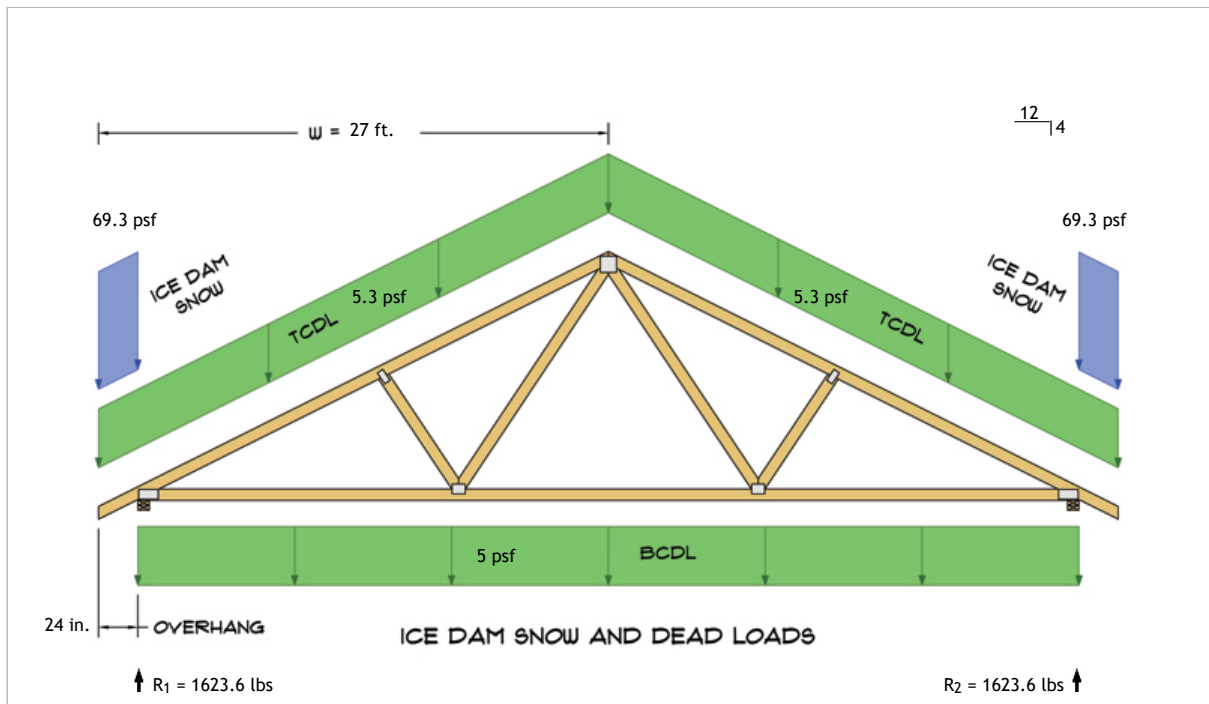 W = 27 ft.
12
4
69.3 psf
69.3 psf
ICE DAM
SNOW
ICE DAM
SNOW
5.3 psf
5.3 psf
TCDL
TCDL
5 psf
BCDL
24 in.
OVERHANG
ICE DAM SNOW AND DEAD LOADS
R1 = 1623.6 lbs
R2 = 1623.6 lbs